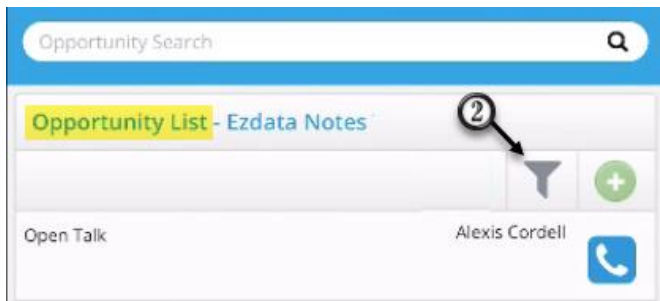 Opportunity Search
Opportunity List - Ezdata Notes
2
Open Talk
Alexis Cordell